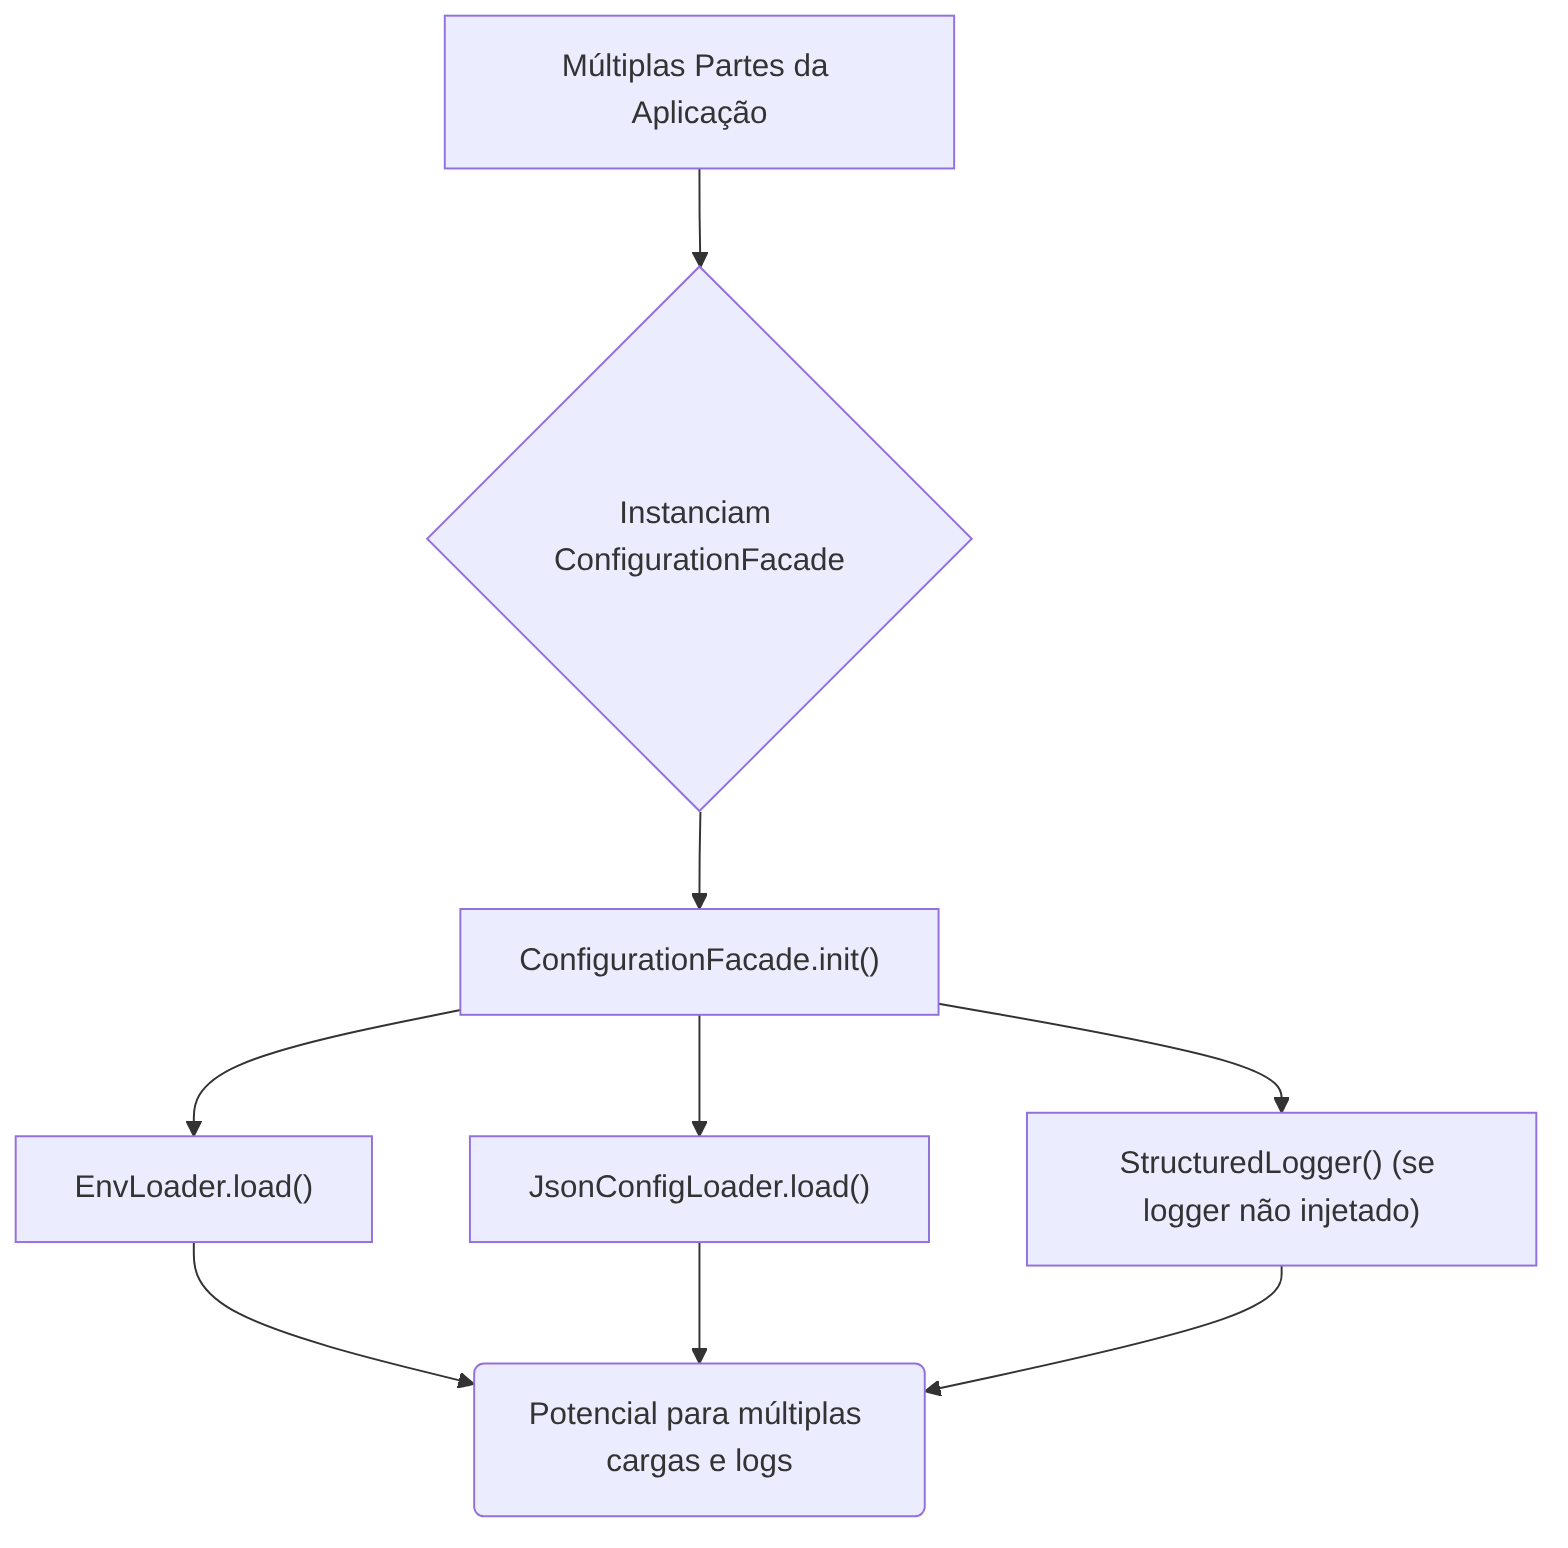 Múltiplas Partes da
Aplicação
Instanciam
ConfigurationFacade
ConfigurationFacade.init()
EnvLoader.load()
JsonConfigLoader.load()
StructuredLogger() (se
logger não injetado)
Potencial para múltiplas
cargas e logs